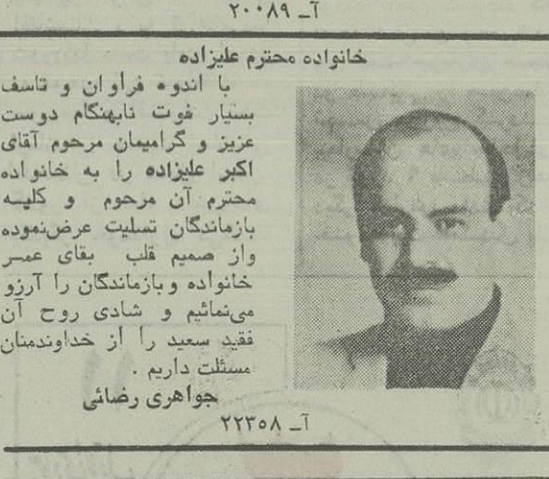 آـ ۲۰۰۸۹
خانواده محترم علیزاده
با اندوه فراوان و تاسف
بسیار فوت نابهنگام دوست
عزیز و گرامیمان مرحوم آقای
اکبر علیزاده را به خانواده
محترم آن مرحوم و کلیه
بازماندگان تسلیت عرض‌نموده
واز صمیم قلب بقای عمر
خانواده وبازماندگان را آرزو
می‌نمائیم و شادی روح آن
فقید سعید را از خداوندمنان
مسئلت داریم .
جواهری رضائی
آـ ۲۲۳۵۸